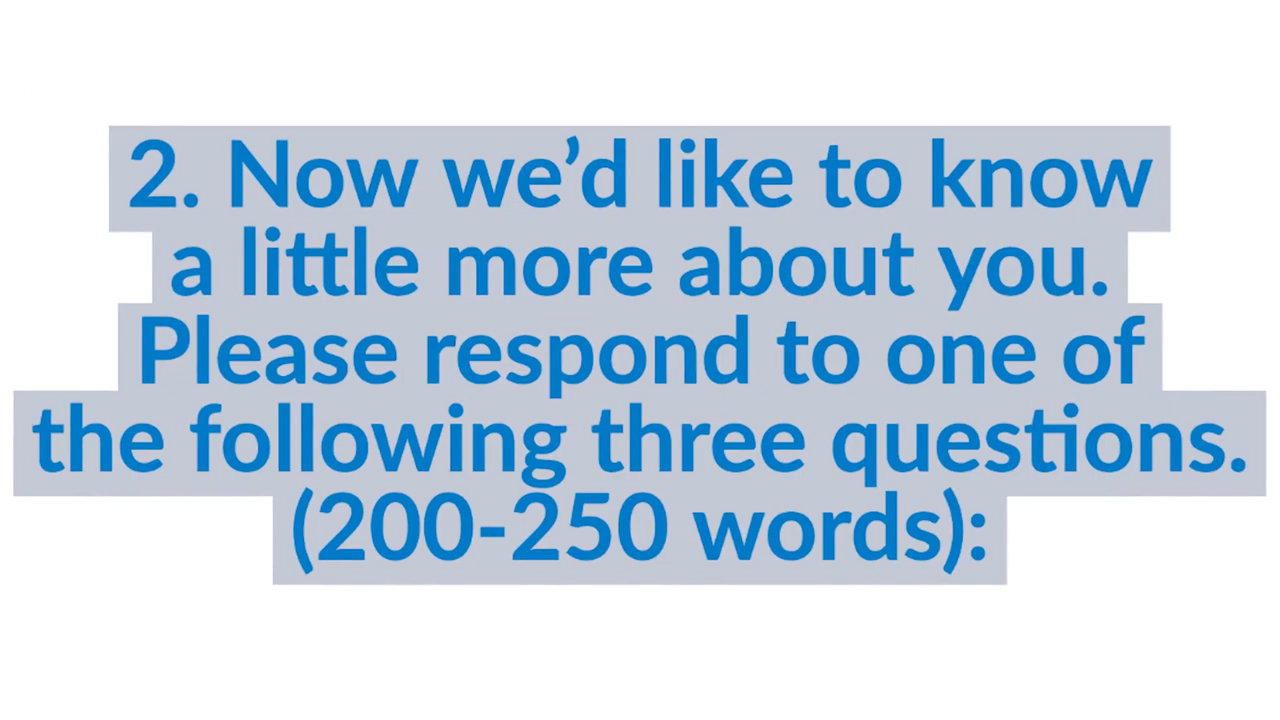 2. Now we’d like to know
a little more about you.
Please respond to one of
the following three questions.
(200-250 words):